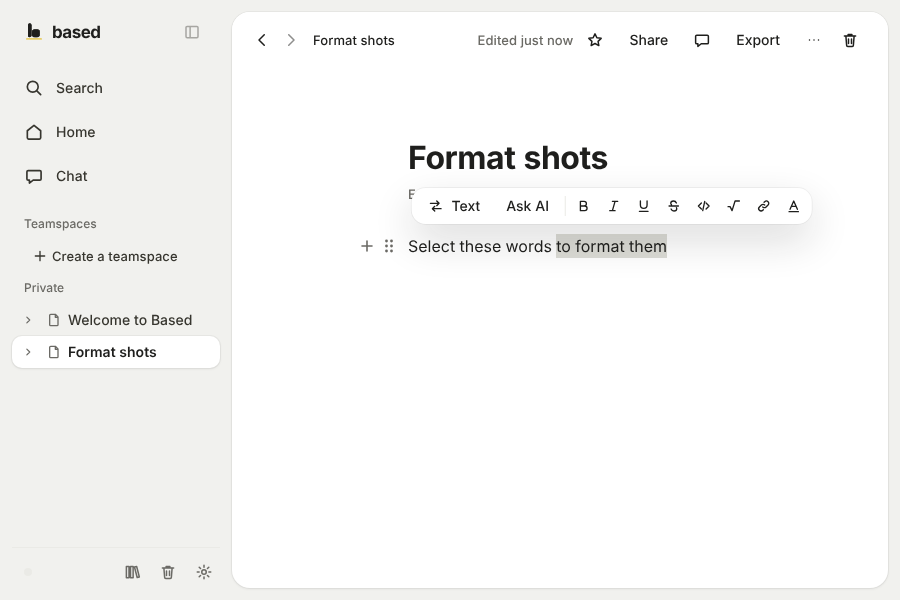 based
Search
Home
Chat
Teamspaces
Create a teamspace
Private
Welcome to Based
Format shots
Format shots
Edited just now
Share
Export
Format shots
Text Ask AI B I U S A
Select these words to format them